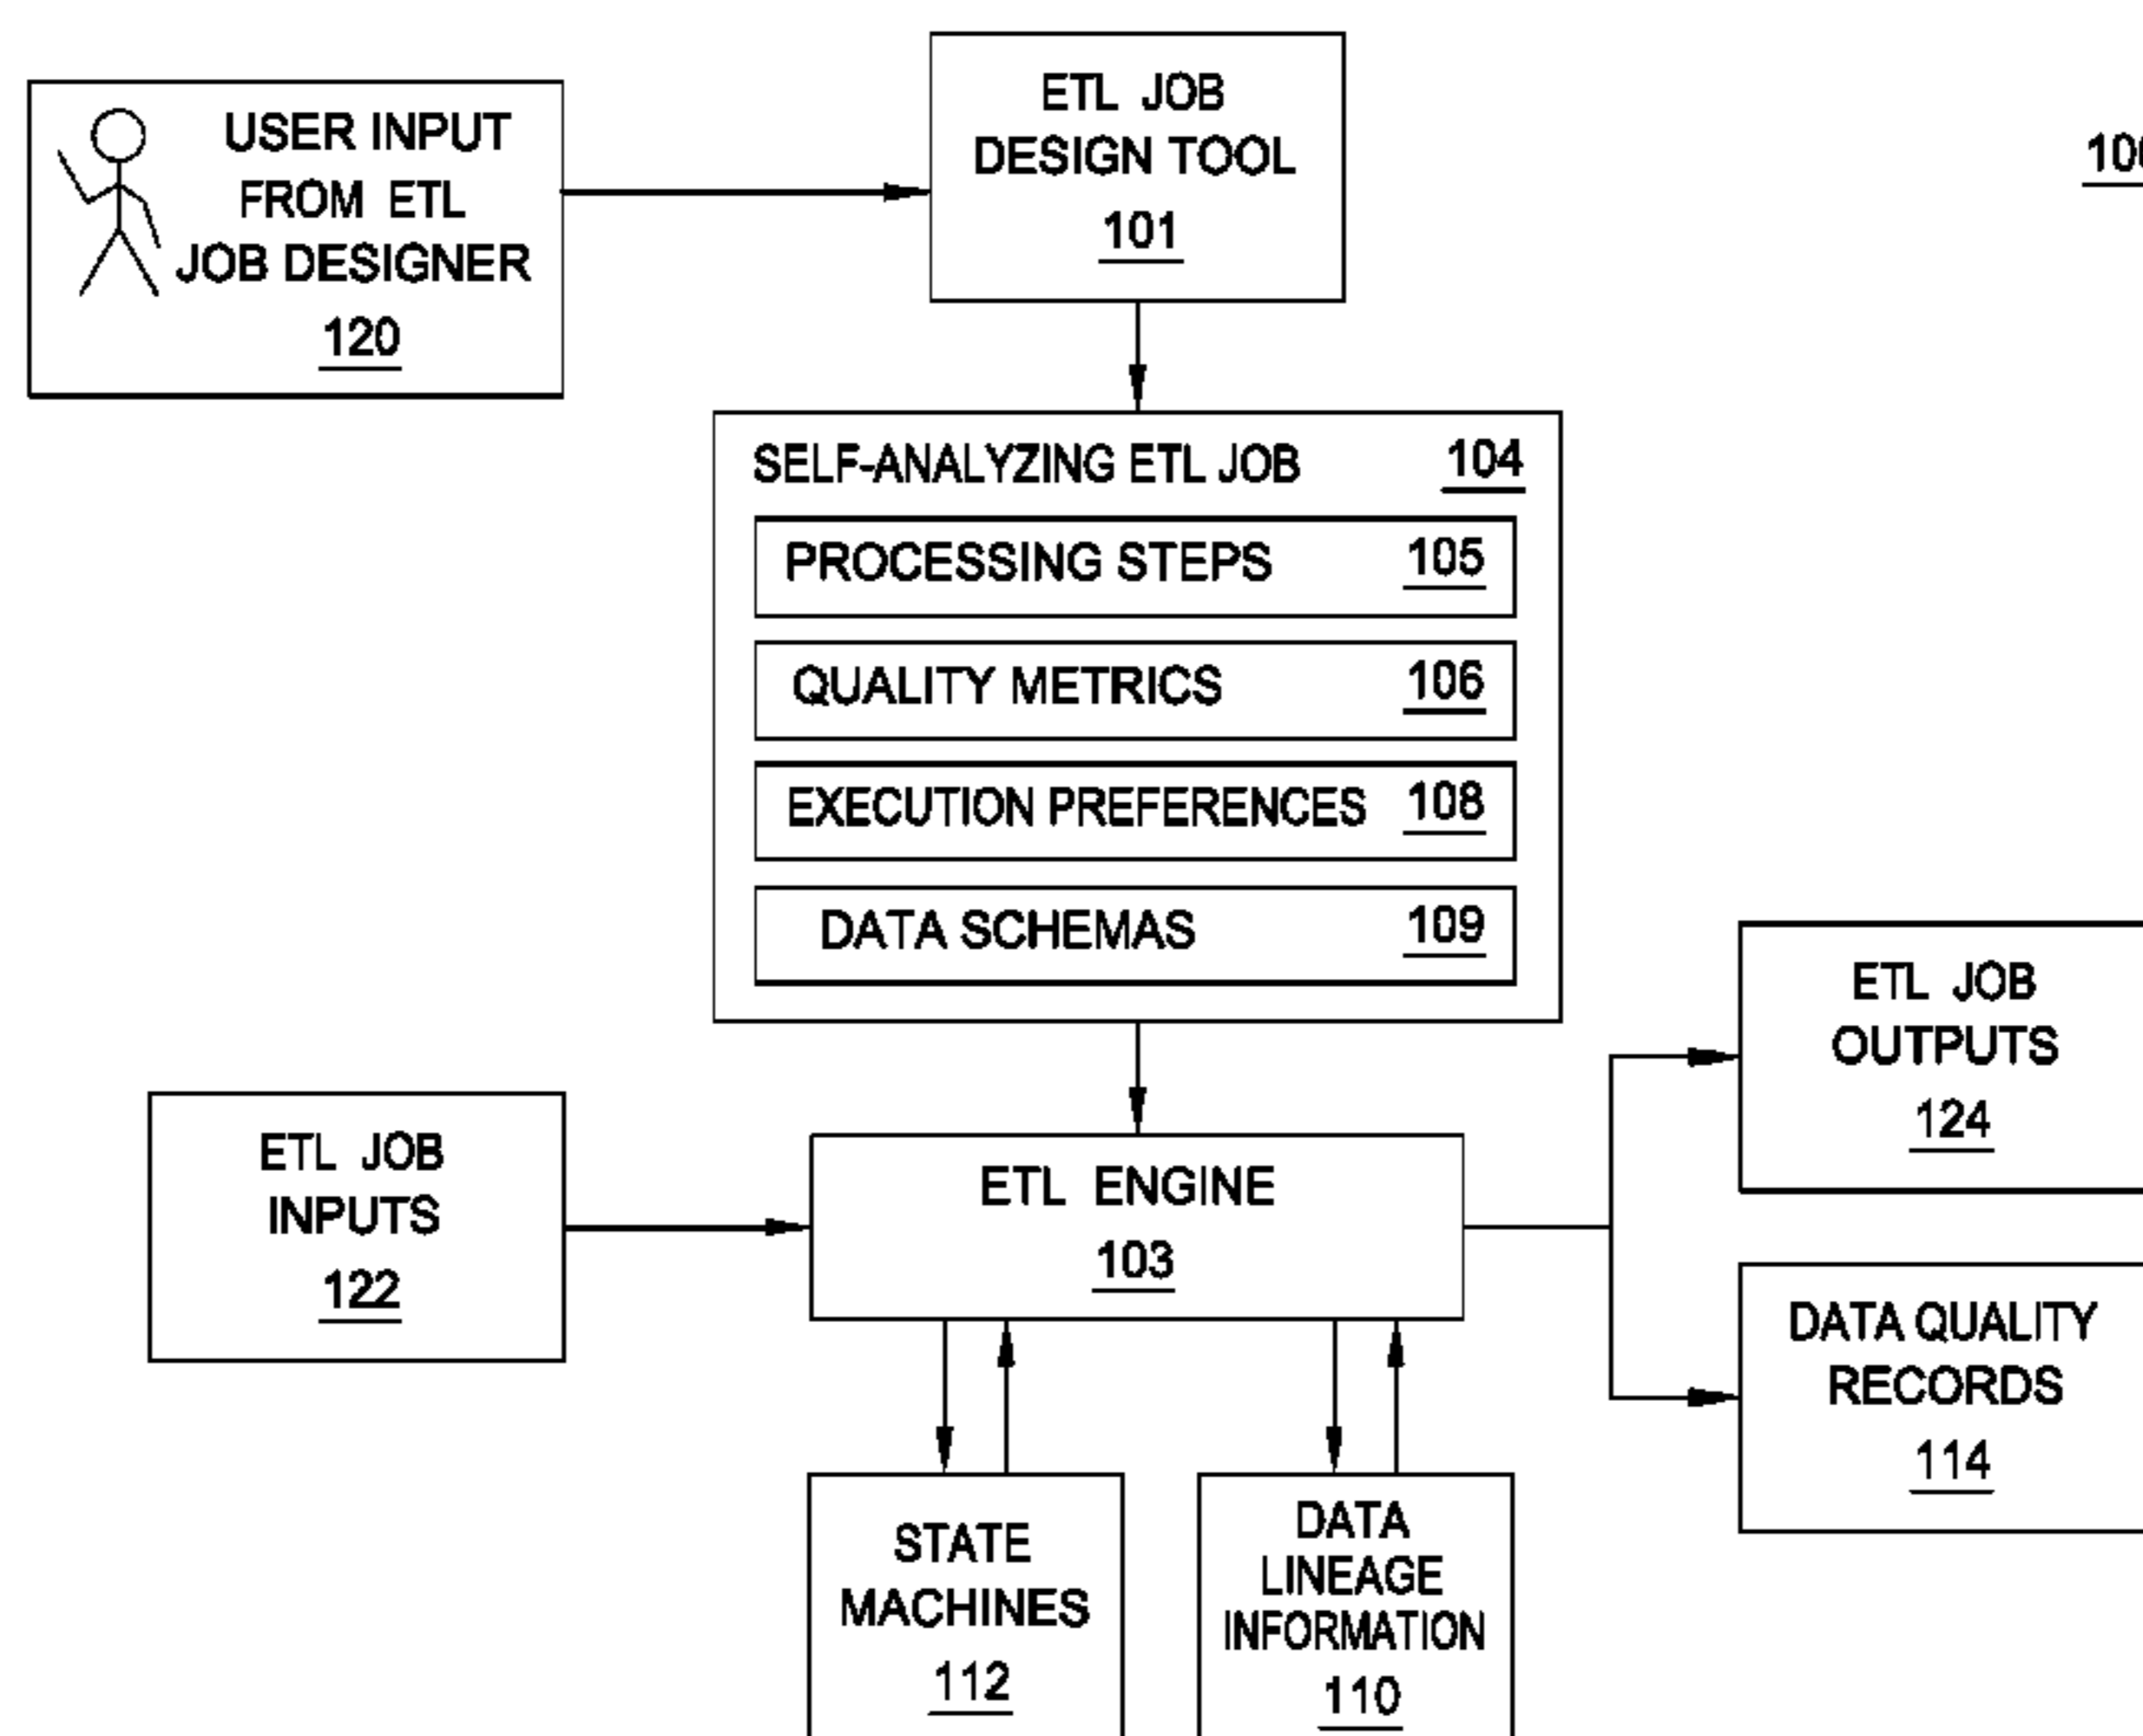 USER INPUT
FROM ETL
JOB DESIGNER
120
ETL JOB
DESIGN TOOL
101
SELF-ANALYZING ETL JOB 104
PROCESSING STEPS 105
QUALITY METRICS 106
EXECUTION PREFERENCES 108
DATA SCHEMAS 109
ETL JOB
INPUTS
122
ETL ENGINE
103
ETL JOB
OUTPUTS
124
DATA QUALITY
RECORDS
114
STATE
MACHINES
112
DATA
LINEAGE
INFORMATION
110